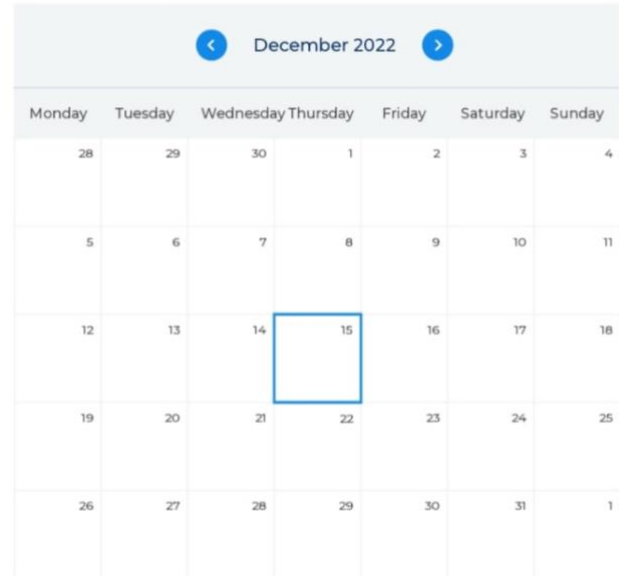 December 2022
Monday Tuesday Wednesday Thursday Friday Saturday Sunday
28 29 30 1 2 3 4
5 6 7 8 9 10 11
12 13 14 15 16 17 18
19 20 21 22 23 24 25
26 27 28 29 30 31 1